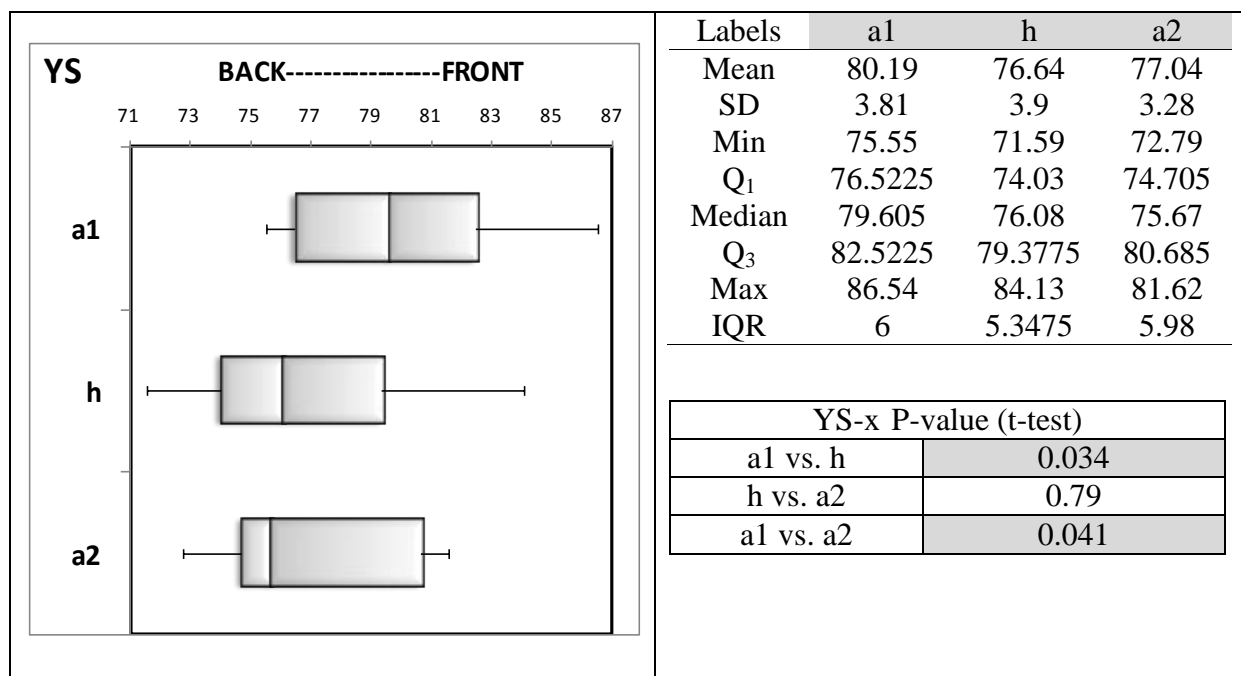 YS BACK-----------------FRONT
71 73 75 77 79 81 83 85 87
a1
h
a2
Labels a1 h a2
Mean 80.19 76.64 77.04
SD 3.81 3.9 3.28
Min 75.55 71.59 72.79
Q1 76.5225 74.03 74.705
Median 79.605 76.08 75.67
Q3 82.5225 79.3775 80.685
Max 86.54 84.13 81.62
IQR 6 5.3475 5.98
YS-x P-value (t-test)
a1 vs. h 0.034
h vs. a2 0.79
a1 vs. a2 0.041